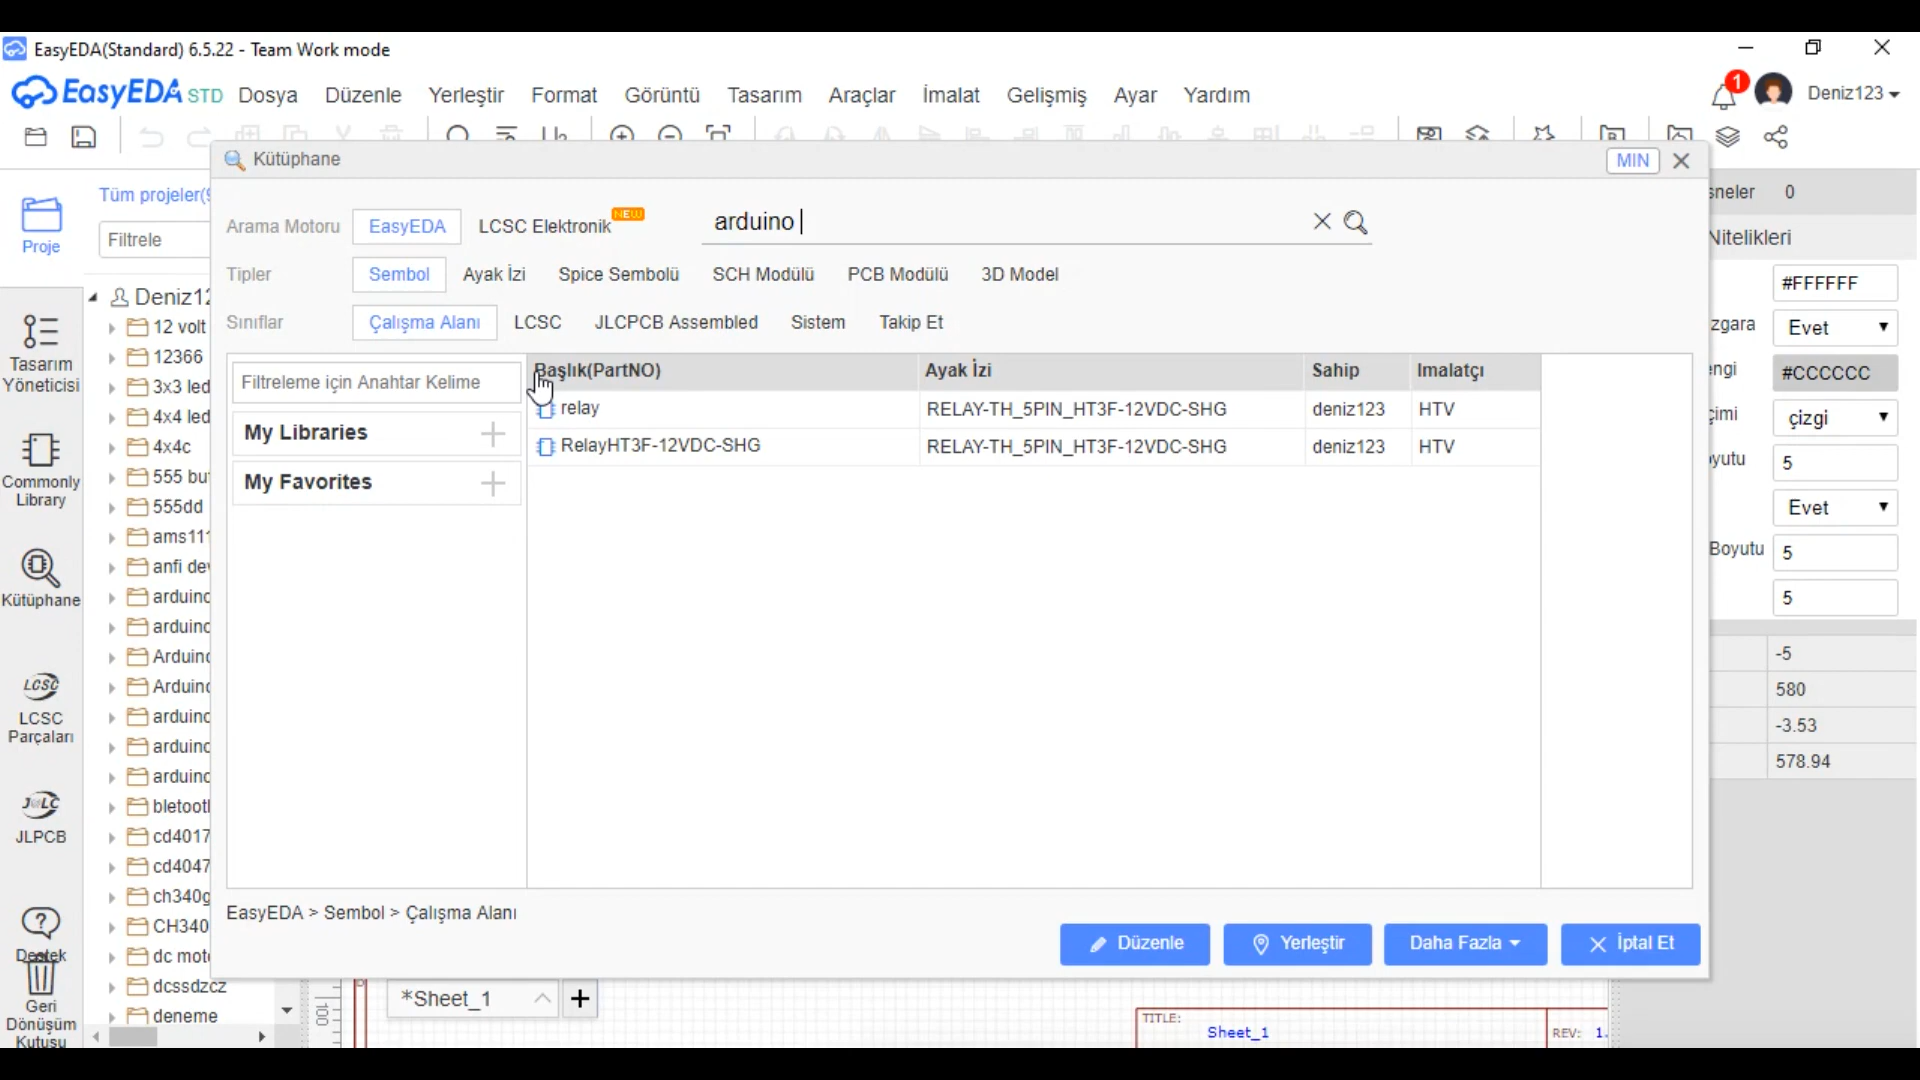 EasyEDA(Standard) 6.5.22 - Team Work mode
EasyEDA STD Dosya Düzenle Yerleştir Format Görüntü Tasarım Araçlar İmalat Gelişmiş Ayar Yardım 1 Deniz123
Kütüphane MIN
Tüm projeler(
Filtrele
Arama Motoru EasyEDA LCSC Elektronik NEW arduino
Tipler Sembol Ayak İzi Spice Sembolü SCH Modülü PCB Modülü 3D Model
Sınıflar Çalışma Alanı LCSC JLCPCB Assembled Sistem Takip Et
Filtreleme için Anahtar Kelime
My Libraries
My Favorites
Başlık(PartNO) Ayak İzi Sahip Imalatçı
relay RELAY-TH_5PIN_HT3F-12VDC-SHG deniz123 HTV
RelayHT3F-12VDC-SHG RELAY-TH_5PIN_HT3F-12VDC-SHG deniz123 HTV
EasyEDA > Sembol > Çalışma Alanı
Düzenle Yerleştir Daha Fazla İptal Et
Proje
Tasarım
Yöneticisi
Commonly
Library
Kütüphane
LCSC
LCSC
Parçaları
JLPCB
Destek
Geri
Dönüşüm
Kutusu
Deniz12
12 volt
12366
3x3 led
4x4 led
4x4c
555 bu
555dd
ams111
anfi de
arduino
arduino
Arduino
Arduino
arduino
arduino
arduino
bletooth
cd4017
cd4047
ch340g
CH340
dc mot
dcssdzcz
deneme
sneler 0
Nitelikleri
#FFFFFF
zgara Evet
engi #CCCCCC
çimi çizgi
yutu 5
Evet
Boyutu 5
5
-5
580
-3.53
578.94
*Sheet_1
100
TITLE:
Sheet_1
REV: 1.